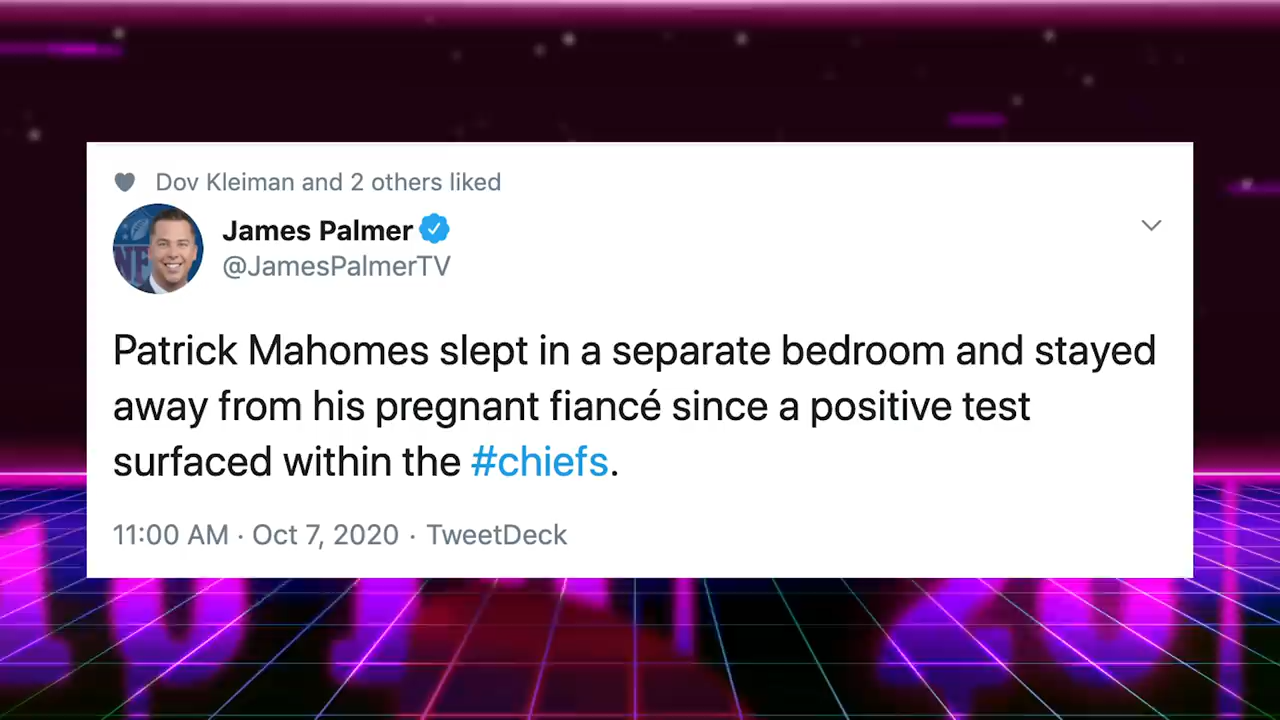 Dov Kleiman and 2 others liked
James Palmer
@JamesPalmerTV
Patrick Mahomes slept in a separate bedroom and stayed
away from his pregnant fiancé since a positive test
surfaced within the #chiefs.
11:00 AM · Oct 7, 2020 · TweetDeck